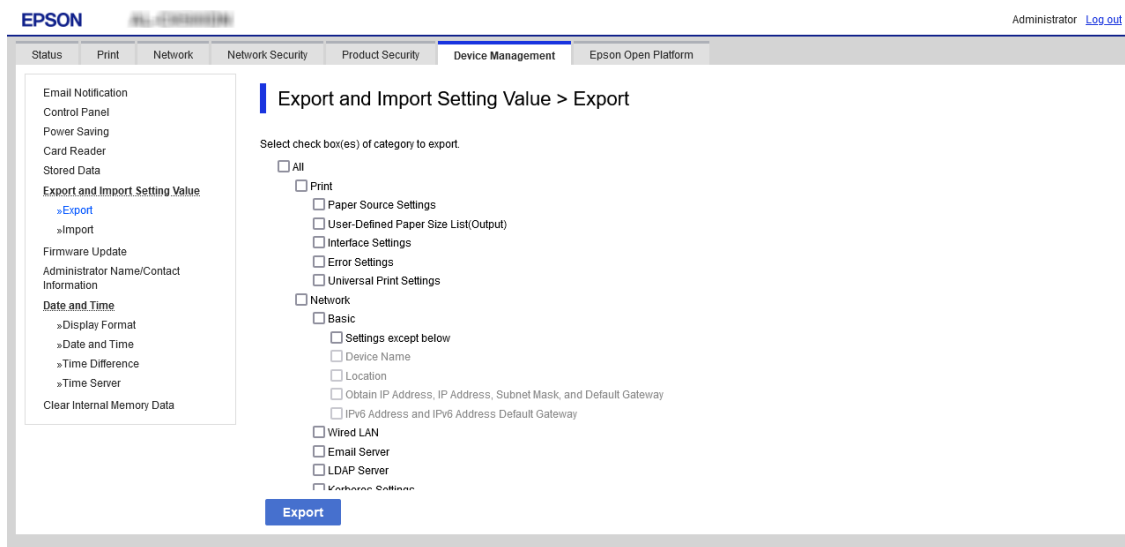 EPSON
Administrator Log out
Status Print Network Network Security Product Security Device Management Epson Open Platform
Email Notification
Control Panel
Power Saving
Card Reader
Stored Data
Export and Import Setting Value
»Export
»Import
Firmware Update
Administrator Name/Contact
Information
Date and Time
»Display Format
»Date and Time
»Time Difference
»Time Server
Clear Internal Memory Data
Export and Import Setting Value > Export
Select check box(es) of category to export.
All
Print
Paper Source Settings
User-Defined Paper Size List(Output)
Interface Settings
Error Settings
Universal Print Settings
Network
Basic
Settings except below
Device Name
Location
Obtain IP Address, IP Address, Subnet Mask, and Default Gateway
IPv6 Address and IPv6 Address Default Gateway
Wired LAN
Email Server
LDAP Server
Kerberos Settings
Export